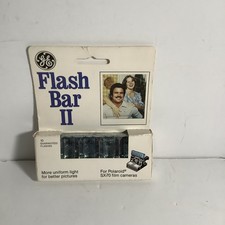 GE
Flash
Bar
II
More uniform light
for better pictures
For Polaroid®
SX-70 film cameras